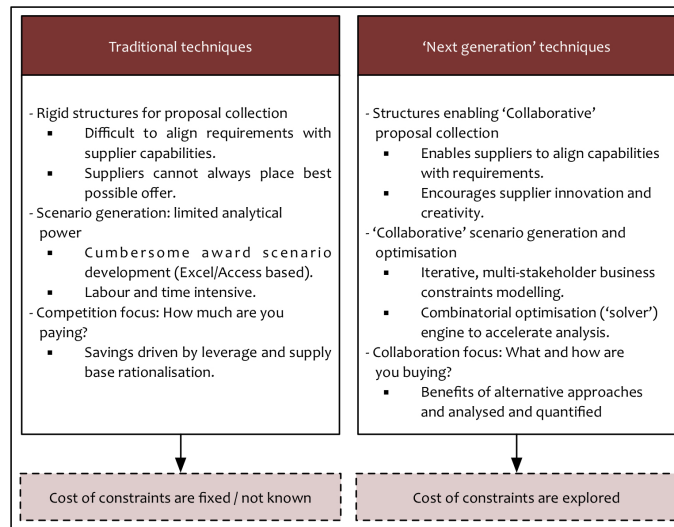 Traditional techniques
- Rigid structures for proposal collection
▪ Difficult to align requirements with
supplier capabilities.
▪ Suppliers cannot always place best
possible offer.
- Scenario generation: limited analytical
power
▪ Cumbersome award scenario
development (Excel/Access based).
▪ Labour and time intensive.
- Competition focus: How much are you
paying?
▪ Savings driven by leverage and supply
base rationalisation.
Cost of constraints are fixed / not known
‘Next generation’ techniques
- Structures enabling ‘Collaborative’
proposal collection
▪ Enables suppliers to align capabilities
with requirements.
▪ Encourages supplier innovation and
creativity.
- ‘Collaborative’ scenario generation and
optimisation
▪ Iterative, multi-stakeholder business
constraints modelling.
▪ Combinatorial optimisation (‘solver’)
engine to accelerate analysis.
- Collaboration focus: What and how are
you buying?
▪ Benefits of alternative approaches
and analysed and quantified
Cost of constraints are explored